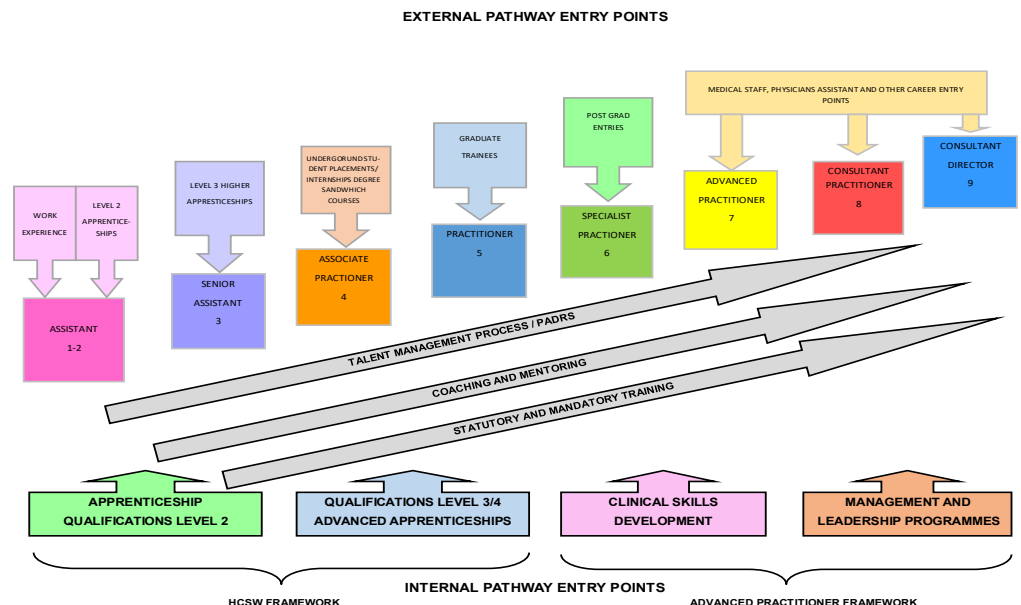 EXTERNAL PATHWAY ENTRY POINTS
MEDICAL STAFF, PHYSICIANS ASSISTANT AND OTHER CAREER ENTRY
POINTS
POST GRAD
ENTRIES
GRADUATE
TRAINEES
UNDERGORUND STU-
DENT PLACEMENTS/
INTERNSHIPS DEGREE
SANDWHICH
COURSES
LEVEL 3 HIGHER
APPRESTICESHIPS
WORK
EXPERIENCE
LEVEL 2
APPRENTICE-
SHIPS
ASSISTANT
1-2
SENIOR
ASSISTANT
3
ASSOCIATE
PRACTIONER
4
PRACTITIONER
5
SPECIALIST
PRACTIONER
6
ADVANCED
PRACTITIONER
7
CONSULTANT
PRACTITIONER
8
CONSULTANT
DIRECTOR
9
TALENT MANAGEMENT PROCESS / PADRS
COACHING AND MENTORING
STATUTORY AND MANDATORY TRAINING
APPRENTICESHIP
QUALIFICATIONS LEVEL 2
QUALIFICATIONS LEVEL 3/4
ADVANCED APPRENTICESHIPS
CLINICAL SKILLS
DEVELOPMENT
MANAGEMENT AND
LEADERSHIP PROGRAMMES
INTERNAL PATHWAY ENTRY POINTS
HCSW FRAMEWORK
ADVANCED PRACTITIONER FRAMEWORK